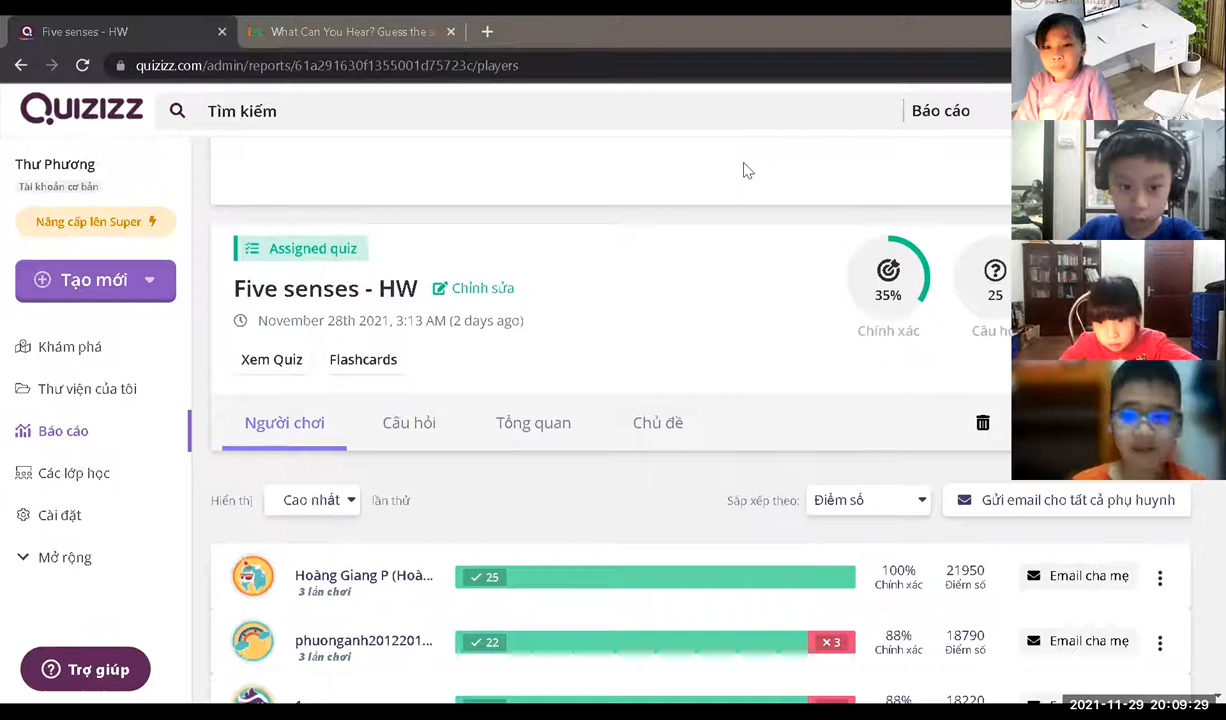 Five senses - HW
What Can You Hear? Guess the s
quizizz.com/admin/reports/61a291630f1355001d75723c/players
QUIZIZZ
Tìm kiếm
Báo cáo
Thư Phương
Tài khoản cơ bản
Nâng cấp lên Super
Tạo mới
Khám phá
Thư viện của tôi
Báo cáo
Các lớp học
Cài đặt
Mở rộng
Trợ giúp
Assigned quiz
Five senses - HW
Chỉnh sửa
November 28th 2021, 3:13 AM (2 days ago)
Xem Quiz
Flashcards
35%
Chính xác
25
Câu h
Người chơi
Câu hỏi
Tổng quan
Chủ đề
Hiển thị
Cao nhất
lần thử
Sắp xếp theo:
Điểm số
Gửi email cho tất cả phụ huynh
Hoàng Giang P (Hoà...
3 lần chơi
25
100%
Chính xác
21950
Điểm số
Email cha mẹ
phuonganh2012201...
3 lần chơi
22
3
88%
Chính xác
18790
Điểm số
Email cha mẹ
88%
18220
2021-11-29 20:09:29